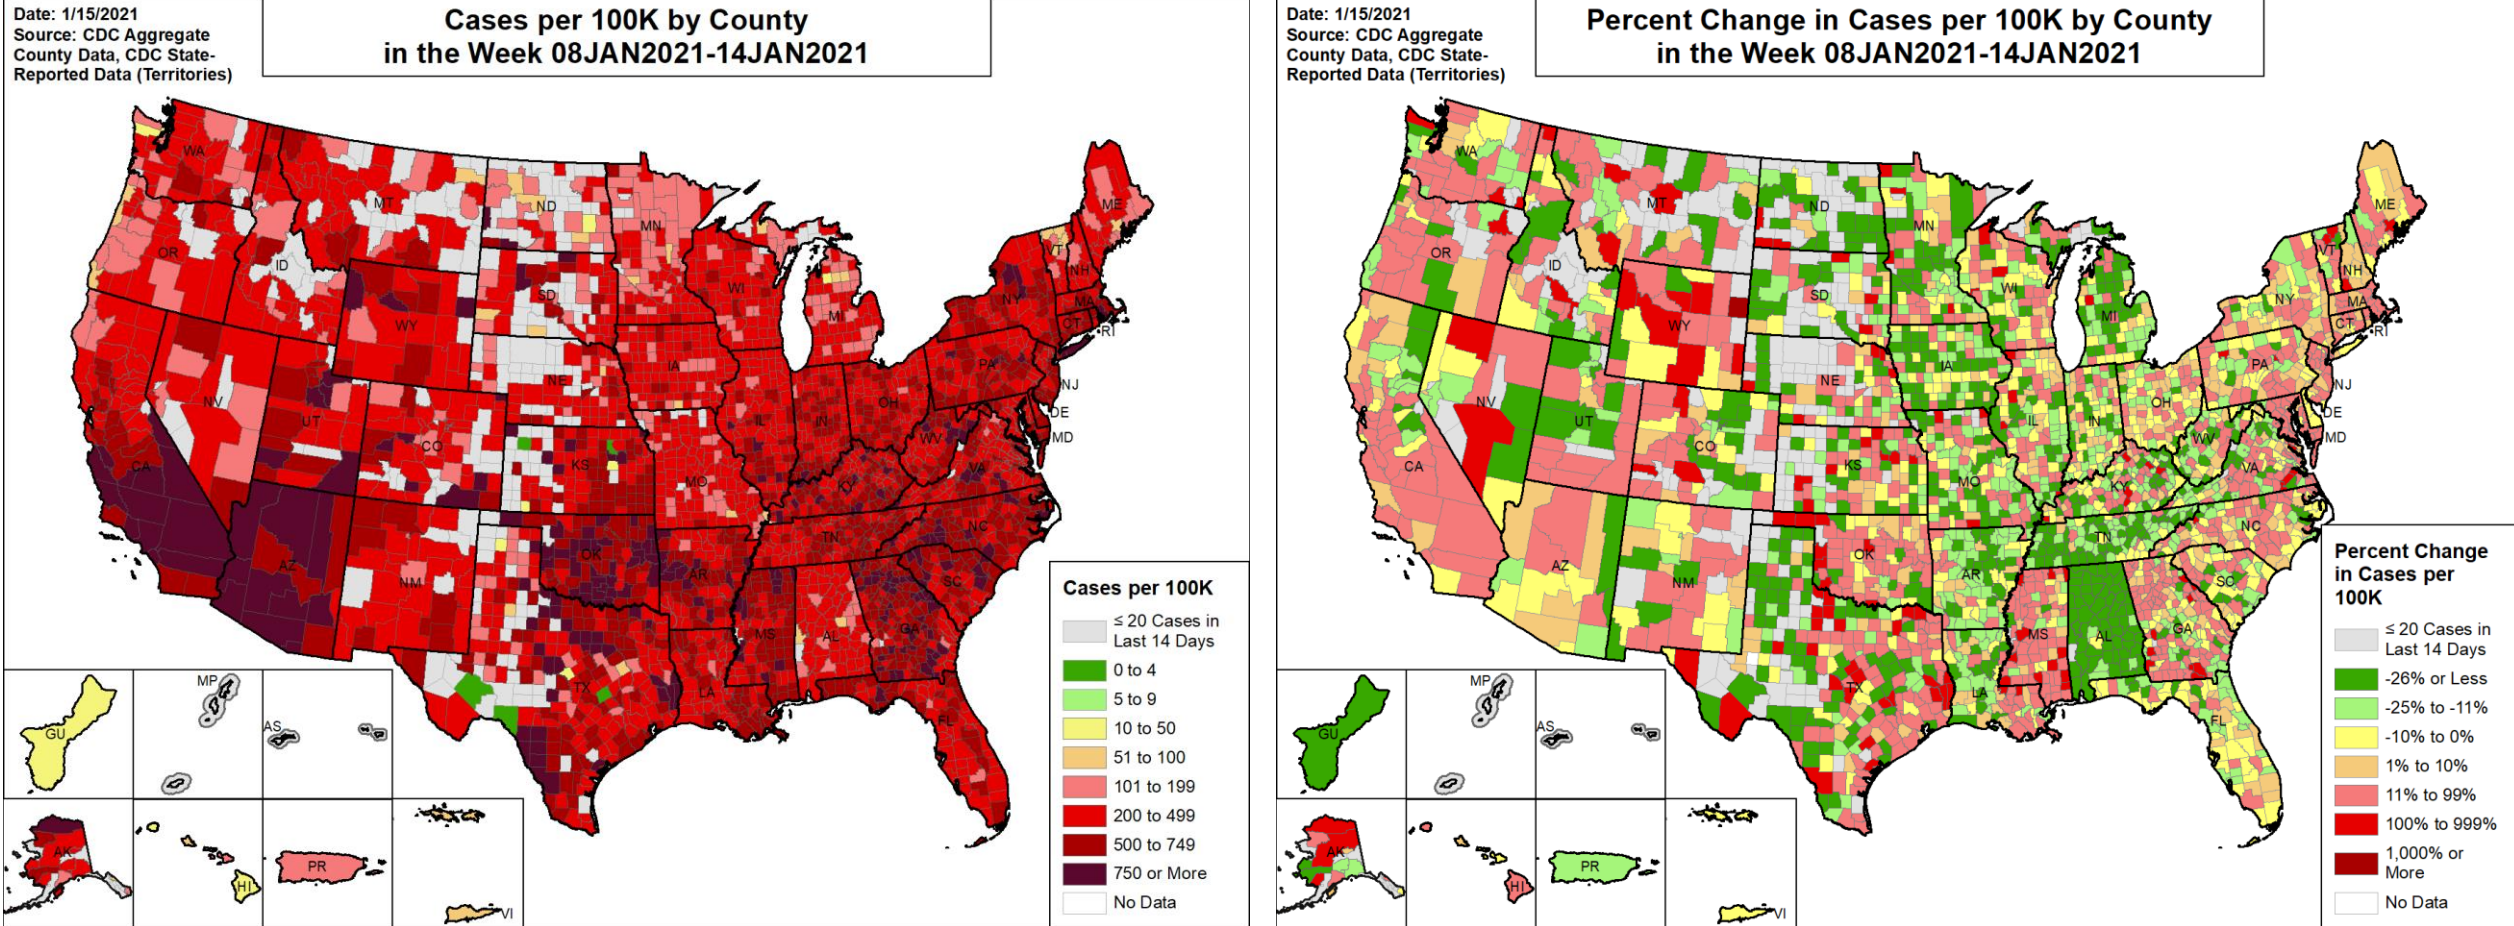 Date: 1/15/2021
Source: CDC Aggregate
County Data, CDC State-
Reported Data (Territories)
Cases per 100K by County
in the Week 08JAN2021-14JAN2021
WA
OR
ID
MT
ND
MN
SD
WY
NV
UT
CA
CO
NE
KS
IA
WI
MI
IL
IN
OH
MO
KY
WV
VA
PA
NY
VT
NH
ME
MA
CT
RI
NJ
DE
MD
AZ
NM
OK
AR
TN
NC
SC
MS
AL
GA
TX
LA
FL
GU
MP
AS
AK
HI
PR
VI
Cases per 100K
≤ 20 Cases in
Last 14 Days
0 to 4
5 to 9
10 to 50
51 to 100
101 to 199
200 to 499
500 to 749
750 or More
No Data
Date: 1/15/2021
Source: CDC Aggregate
County Data, CDC State-
Reported Data (Territories)
Percent Change in Cases per 100K by County
in the Week 08JAN2021-14JAN2021
WA
OR
ID
MT
ND
MN
SD
WY
NV
UT
CA
CO
NE
KS
IA
WI
MI
IL
IN
OH
MO
KY
WV
VA
PA
NY
VT
NH
ME
MA
CT
RI
NJ
DE
MD
AZ
NM
OK
AR
TN
NC
SC
MS
AL
GA
TX
LA
FL
GU
MP
AS
AK
HI
PR
VI
Percent Change
in Cases per
100K
≤ 20 Cases in
Last 14 Days
-26% or Less
-25% to -11%
-10% to 0%
1% to 10%
11% to 99%
100% to 999%
1,000% or
More
No Data